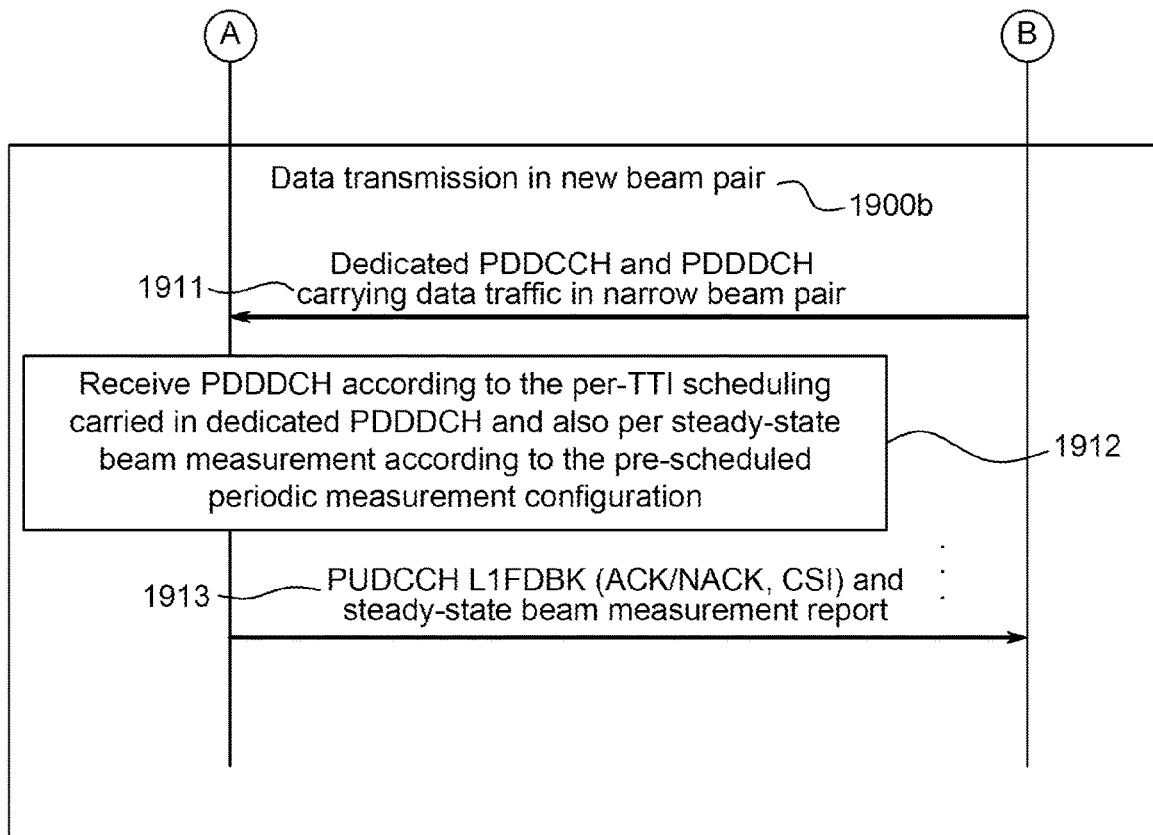 A
B
Data transmission in new beam pair
1900b
Dedicated PDDCCH and PDDDCH
1911
carrying data traffic in narrow beam pair
Receive PDDDCH according to the per-TTI scheduling
carried in dedicated PDDDCH and also per steady-state
beam measurement according to the pre-scheduled
periodic measurement configuration
1912
PUDCCH L1FDBK (ACK/NACK, CSI) and
1913
steady-state beam measurement report